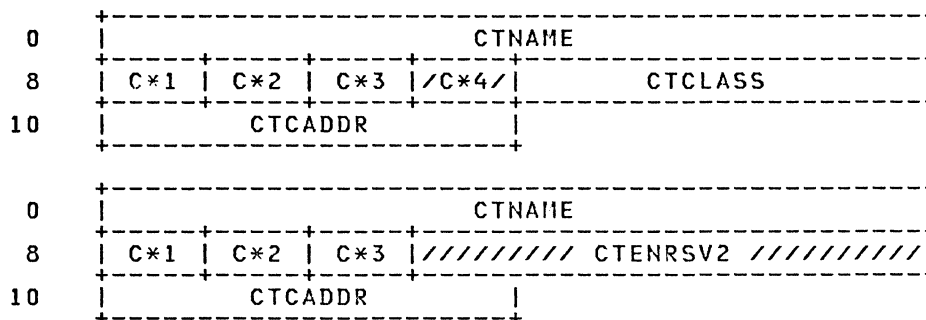 0 CTNAME
8 C*1 C*2 C*3 /C*4/ CTCLASS
10 CTCADDR
0 CTNAME
8 C*1 C*2 C*3 ///////// CTENRSV2 //////////
10 CTCADDR